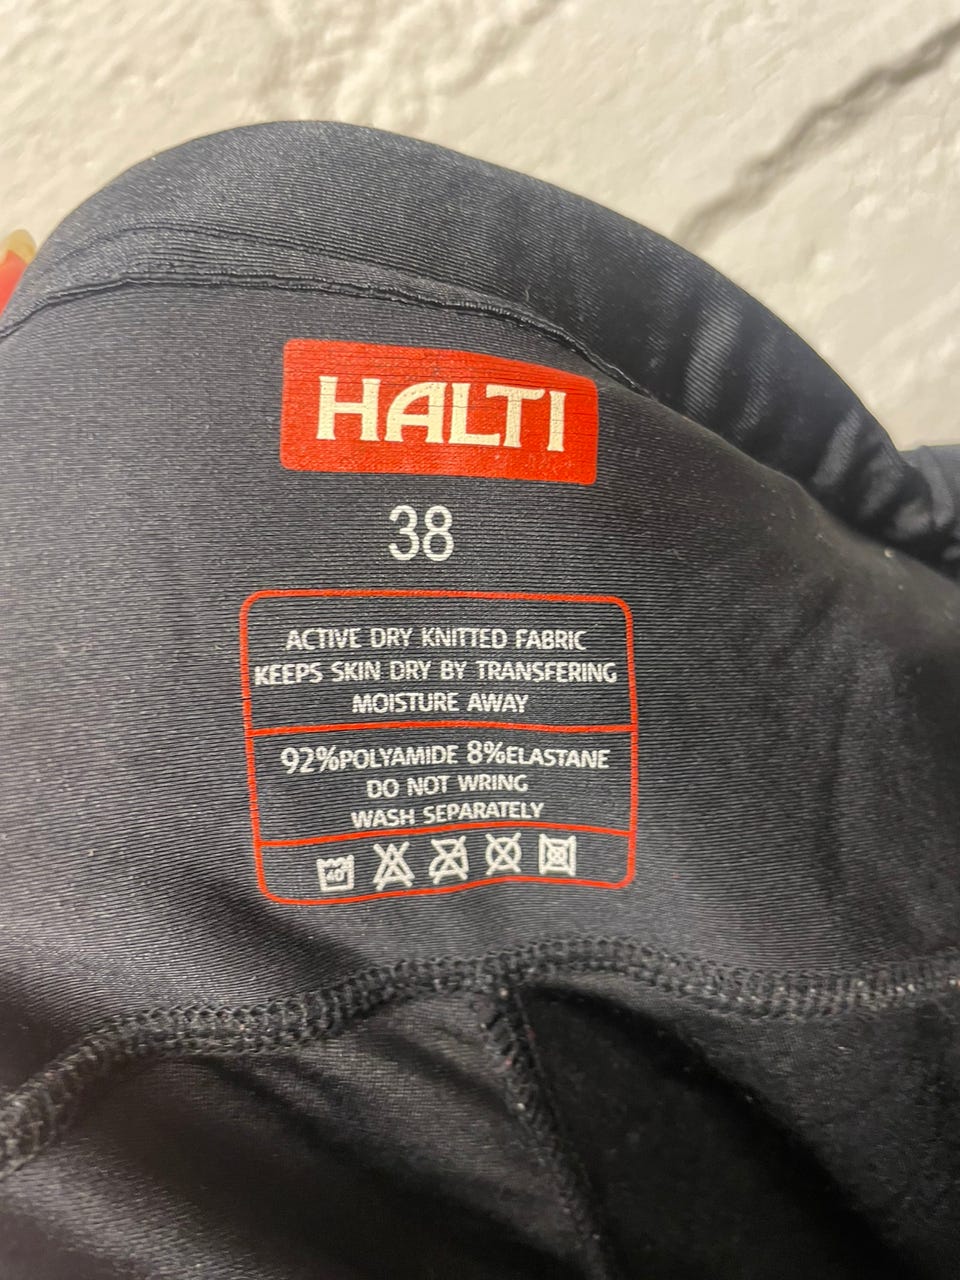 HALTI
38
ACTIVE DRY KNITTED FABRIC
KEEPS SKIN DRY BY TRANSFERING
MOISTURE AWAY
92%POLYAMIDE 8%ELASTANE
DO NOT WRING
WASH SEPARATELY
40